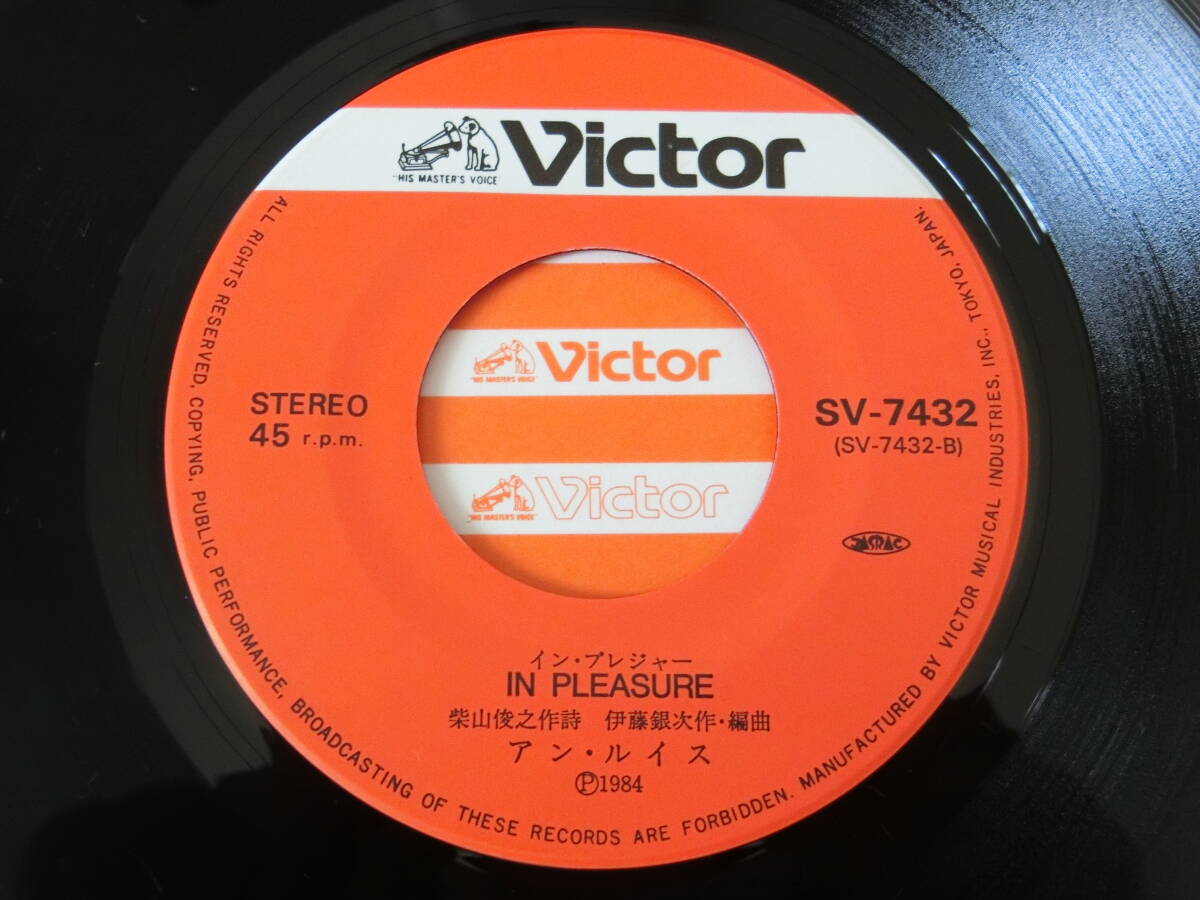 "HIS MASTER'S VOICE
Victor
STEREO
45 r.p.m.
"HIS MASTER'S VOICE"
Victor
"HIS MASTER'S VOICE"
Victor
SV-7432
(SV-7432-B)
JASRAC
イン・プレジャー
IN PLEASURE
柴山俊之作詩 伊藤銀次作・編曲
アン・ルイス
Ⓟ1984
ALL RIGHTS RESERVED, COPYING, PUBLIC PERFORMANCE, BROADCASTING OF THESE RECORDS ARE FORBIDDEN. MANUFACTURED BY VICTOR MUSICAL INDUSTRIES, INC., TOKYO, JAPAN.